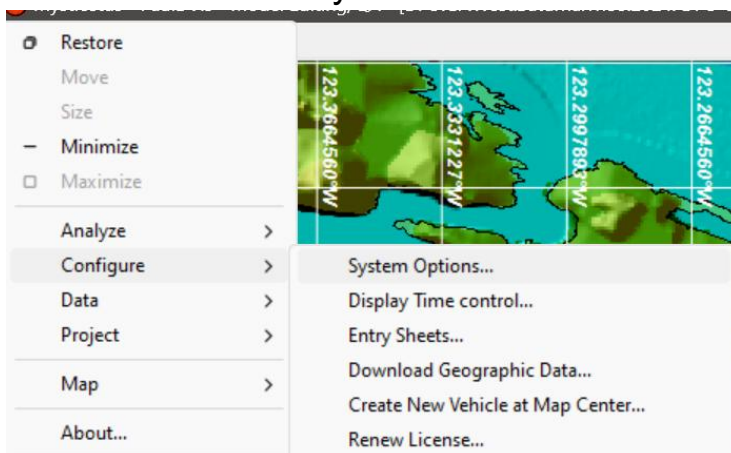 Restore
Move
Size
Minimize
Maximize
Analyze
Configure
Data
Project
Map
About...
System Options...
Display Time control...
Entry Sheets...
Download Geographic Data...
Create New Vehicle at Map Center...
Renew License...
123.3664560°W
123.3331227°W
123.2997893°W
123.2664560°W